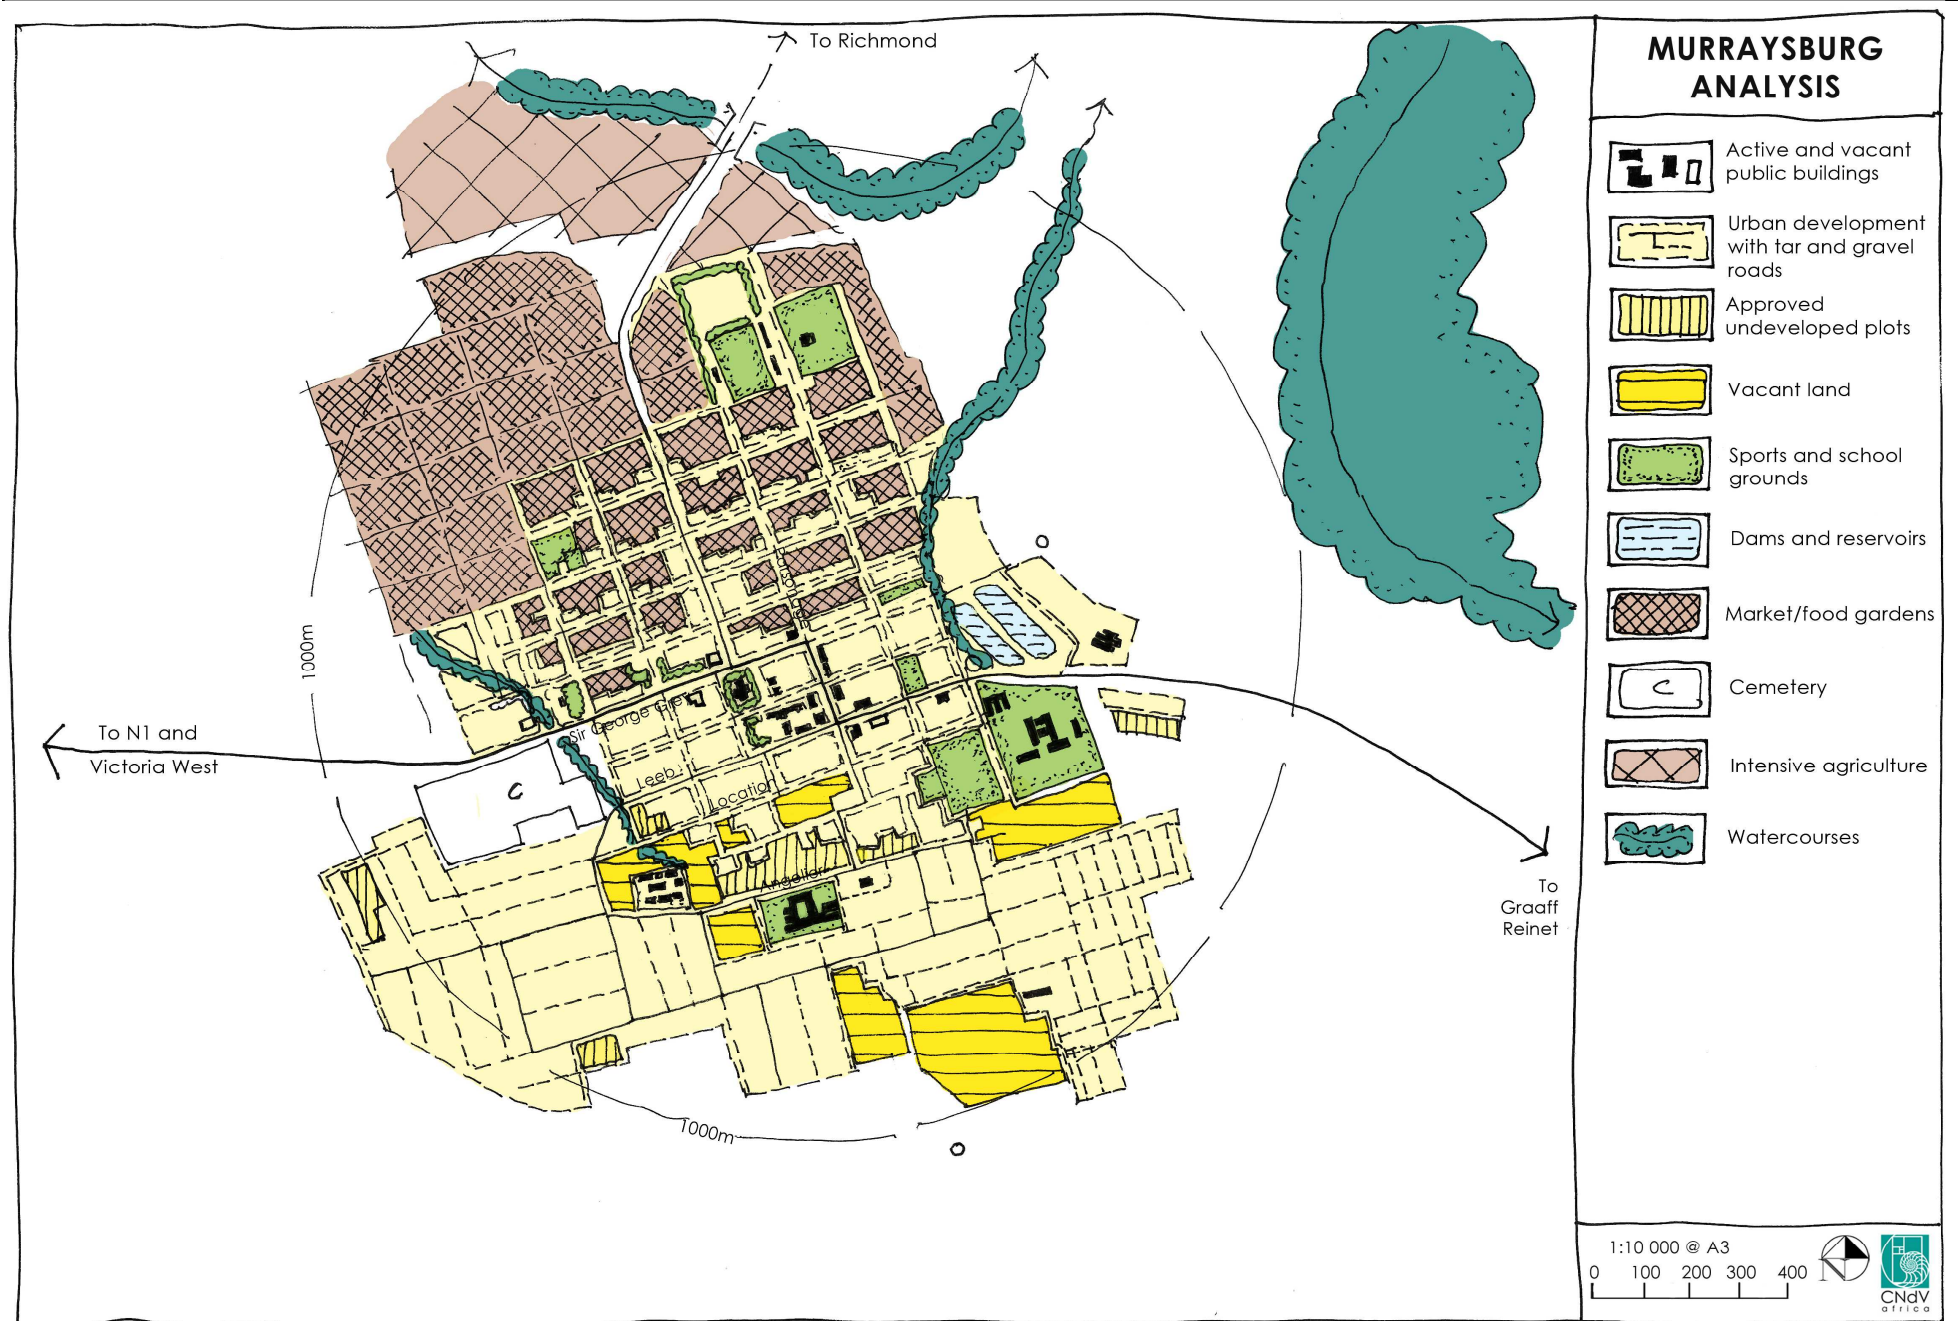 To Richmond
MURRAYSBURG
ANALYSIS
Active and vacant
public buildings
Urban development
with tar and gravel
roads
Approved
undeveloped plots
Vacant land
Sports and school
grounds
Dams and reservoirs
Market/food gardens
C
Cemetery
Intensive agriculture
Watercourses
1000m
Parsonage
Sir George Grey
To N1 and
Victoria West
Leeb
Location
C
Angelier
To
Graaff
Reinet
1000m
1:10 000 @ A3
0 100 200 300 400
N
CNdV
africa